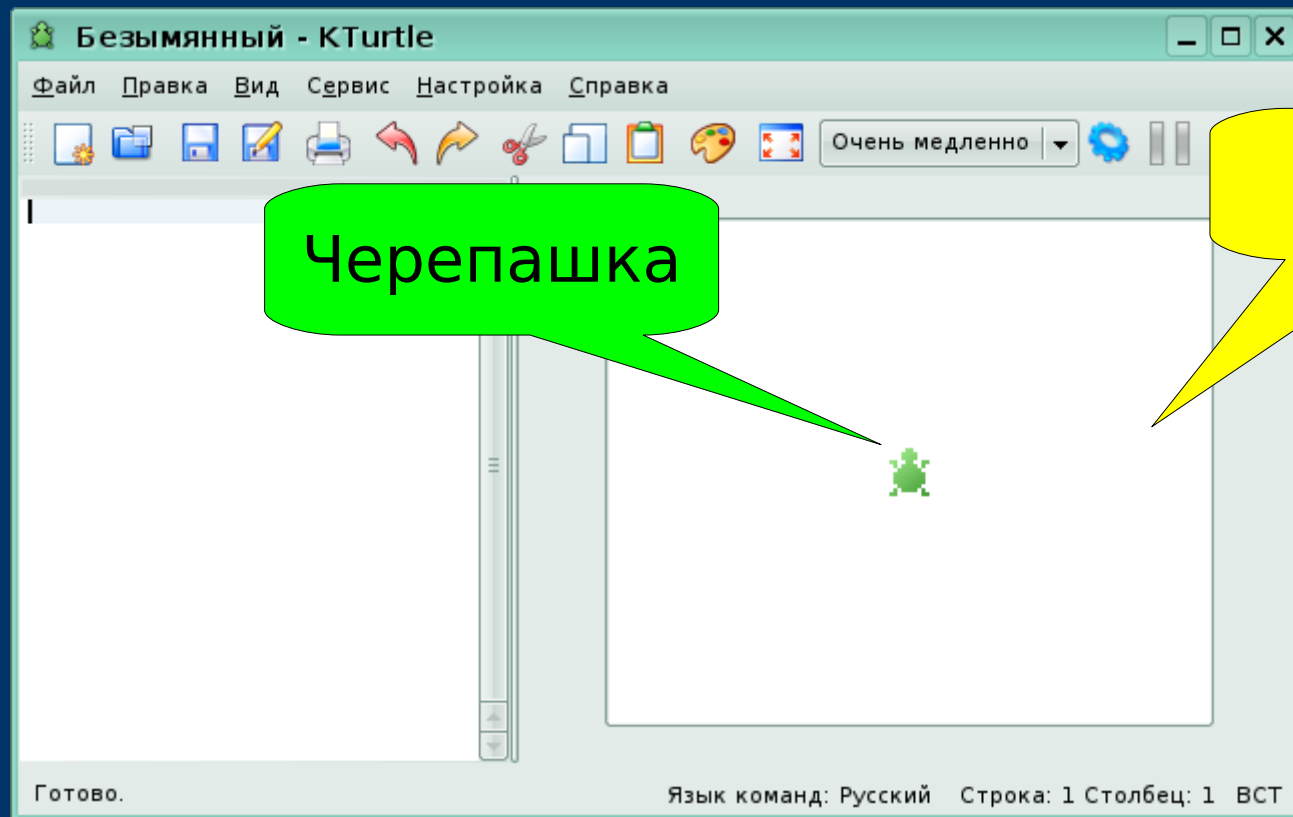 Безымянный - KTurtle
Файл Правка Вид Сервис Настройка Справка
Очень медленно
Черепашка
Готово.
Язык команд: Русский Строка: 1 Столбец: 1 ВСТ